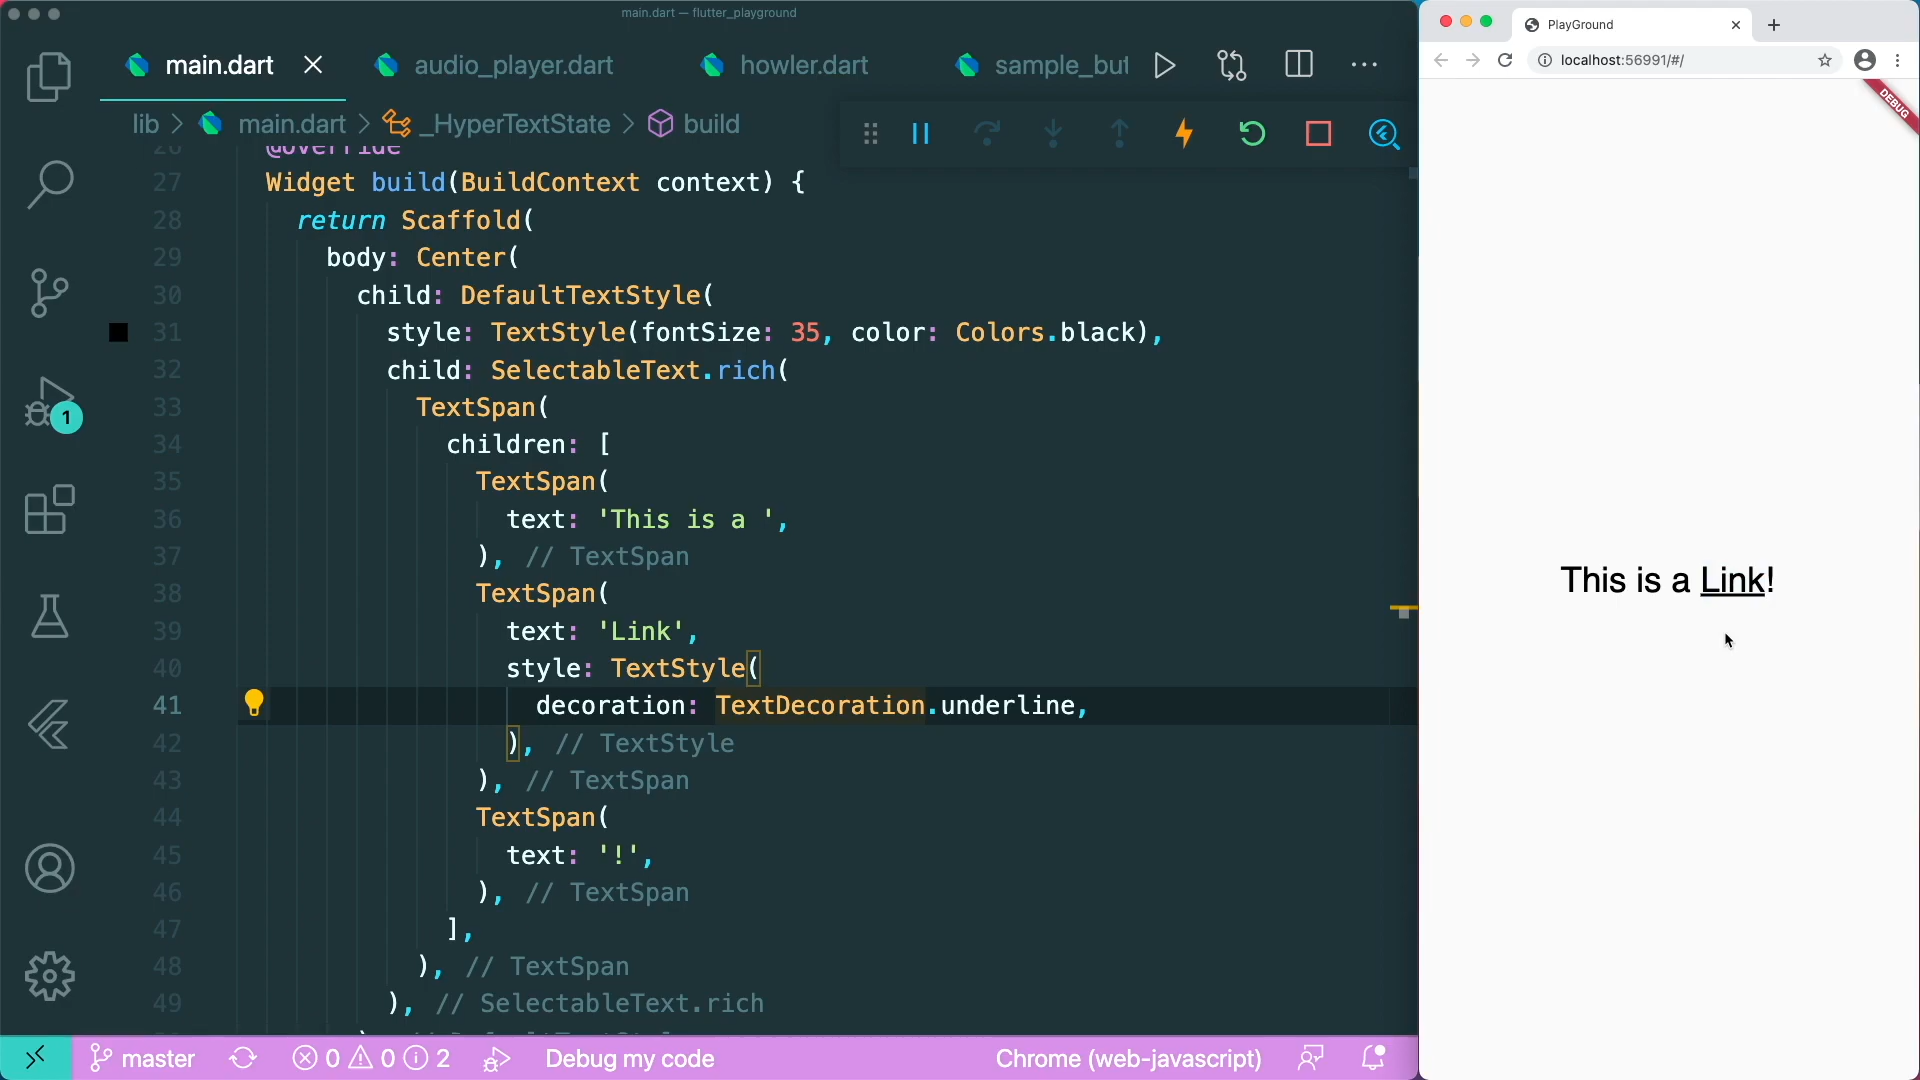 main.dart — flutter_playground
main.dart
audio_player.dart
howler.dart
sample_but
lib > main.dart > _HyperTextState > build
@override
27 Widget build(BuildContext context) {
28 return Scaffold(
29 body: Center(
30 child: DefaultTextStyle(
31 style: TextStyle(fontSize: 35, color: Colors.black),
32 child: SelectableText.rich(
33 TextSpan(
34 children: [
35 TextSpan(
36 text: 'This is a ',
37 ), // TextSpan
38 TextSpan(
39 text: 'Link',
40 style: TextStyle(
41 decoration: TextDecoration.underline,
42 ), // TextStyle
43 ), // TextSpan
44 TextSpan(
45 text: '!',
46 ), // TextSpan
47 ],
48 ), // TextSpan
49 ), // SelectableText.rich
1
master
0 0 2
Debug my code
Chrome (web-javascript)
PlayGround
localhost:56991/#/
DEBUG
This is a Link!